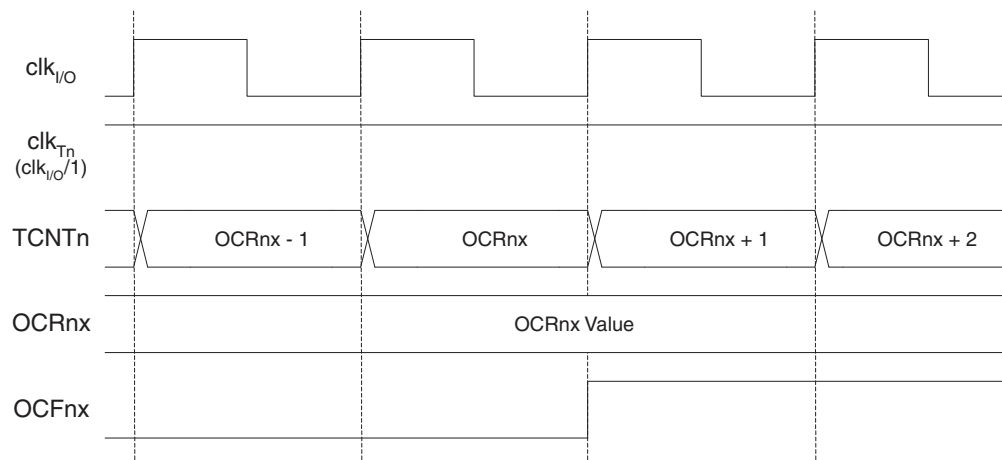 clkI/O
clkTn
(clkI/O/1)
TCNTn
OCRnx - 1
OCRnx
OCRnx + 1
OCRnx + 2
OCRnx
OCRnx Value
OCFnx